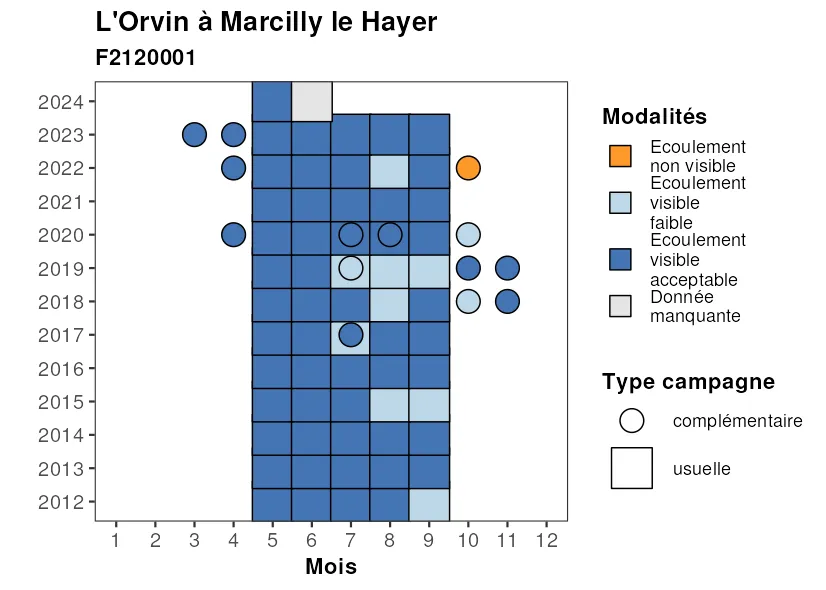 L'Orvin à Marcilly le Hayer
F2120001
2024
2023
2022
2021
2020
2019
2018
2017
2016
2015
2014
2013
2012
1 2 3 4 5 6 7 8 9 10 11 12
Mois
Modalités
Ecoulement
non visible
Ecoulement
visible
faible
Ecoulement
visible
acceptable
Donnée
manquante
Type campagne
complémentaire
usuelle